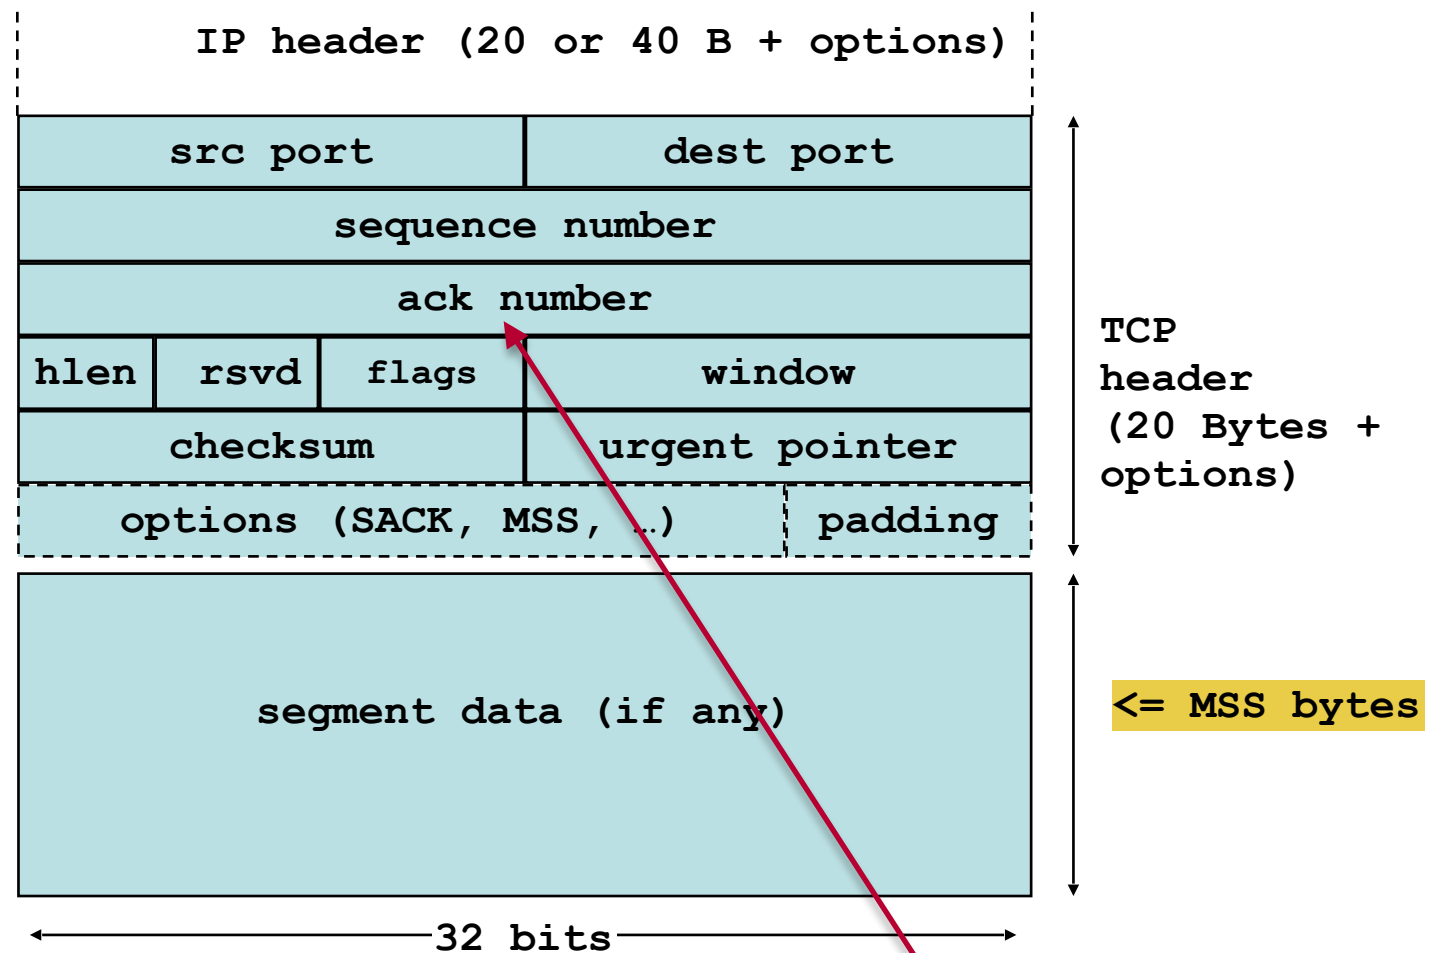 IP header (20 or 40 B + options)
src port
dest port
sequence number
ack number
hlen
rsvd
flags
window
checksum
urgent pointer
options (SACK, MSS, …)
padding
TCP
header
(20 Bytes +
options)
segment data (if any)
<= MSS bytes
32 bits